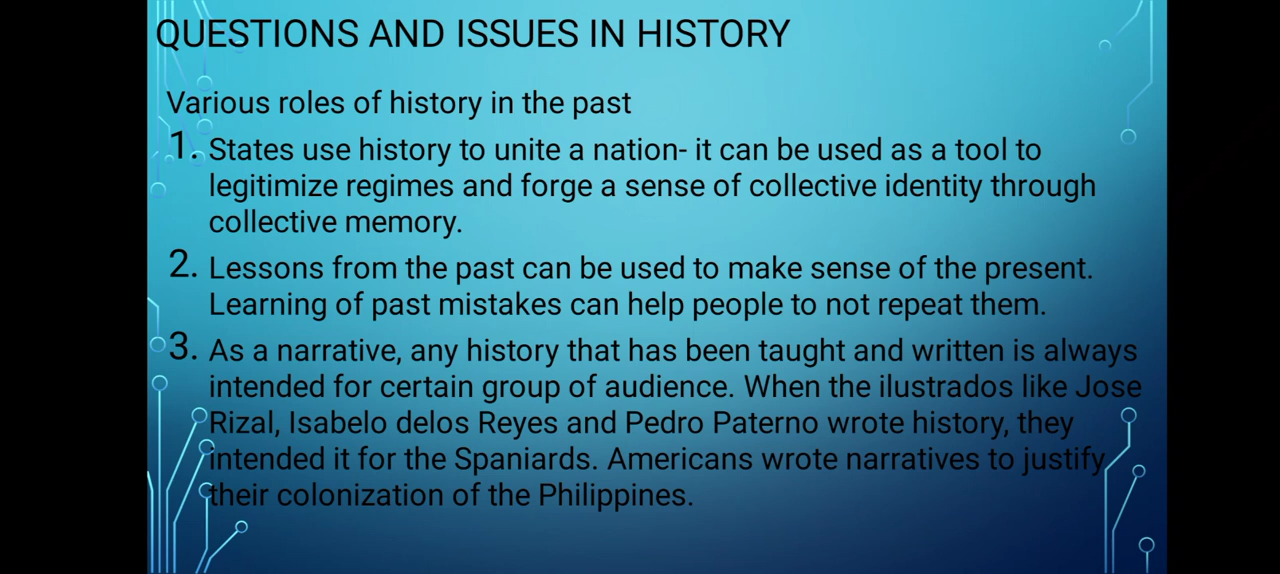 QUESTIONS AND ISSUES IN HISTORY
Various roles of history in the past
1. States use history to unite a nation- it can be used as a tool to
legitimize regimes and forge a sense of collective identity through
collective memory.
2. Lessons from the past can be used to make sense of the present.
Learning of past mistakes can help people to not repeat them.
3. As a narrative, any history that has been taught and written is always
intended for certain group of audience. When the ilustrados like Jose
Rizal, Isabelo delos Reyes and Pedro Paterno wrote history, they
intended it for the Spaniards. Americans wrote narratives to justify
their colonization of the Philippines.